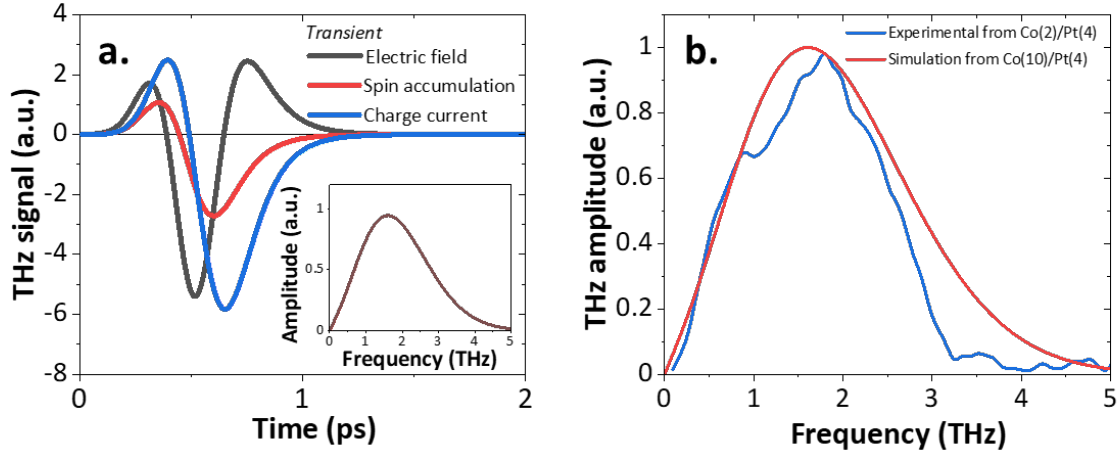 a.
Transient
Electric field
Spin accumulation
Charge current
THz signal (a.u.)
4
2
0
-2
-4
-6
-8
0
1
2
Time (ps)
Amplitude (a.u.)
1
0.5
0
0
1
2
3
4
5
Frequency (THz)
b.
Experimental from Co(2)/Pt(4)
Simulation from Co(10)/Pt(4)
THz amplitude (a.u.)
1
0.8
0.6
0.4
0.2
0
0
1
2
3
4
5
Frequency (THz)